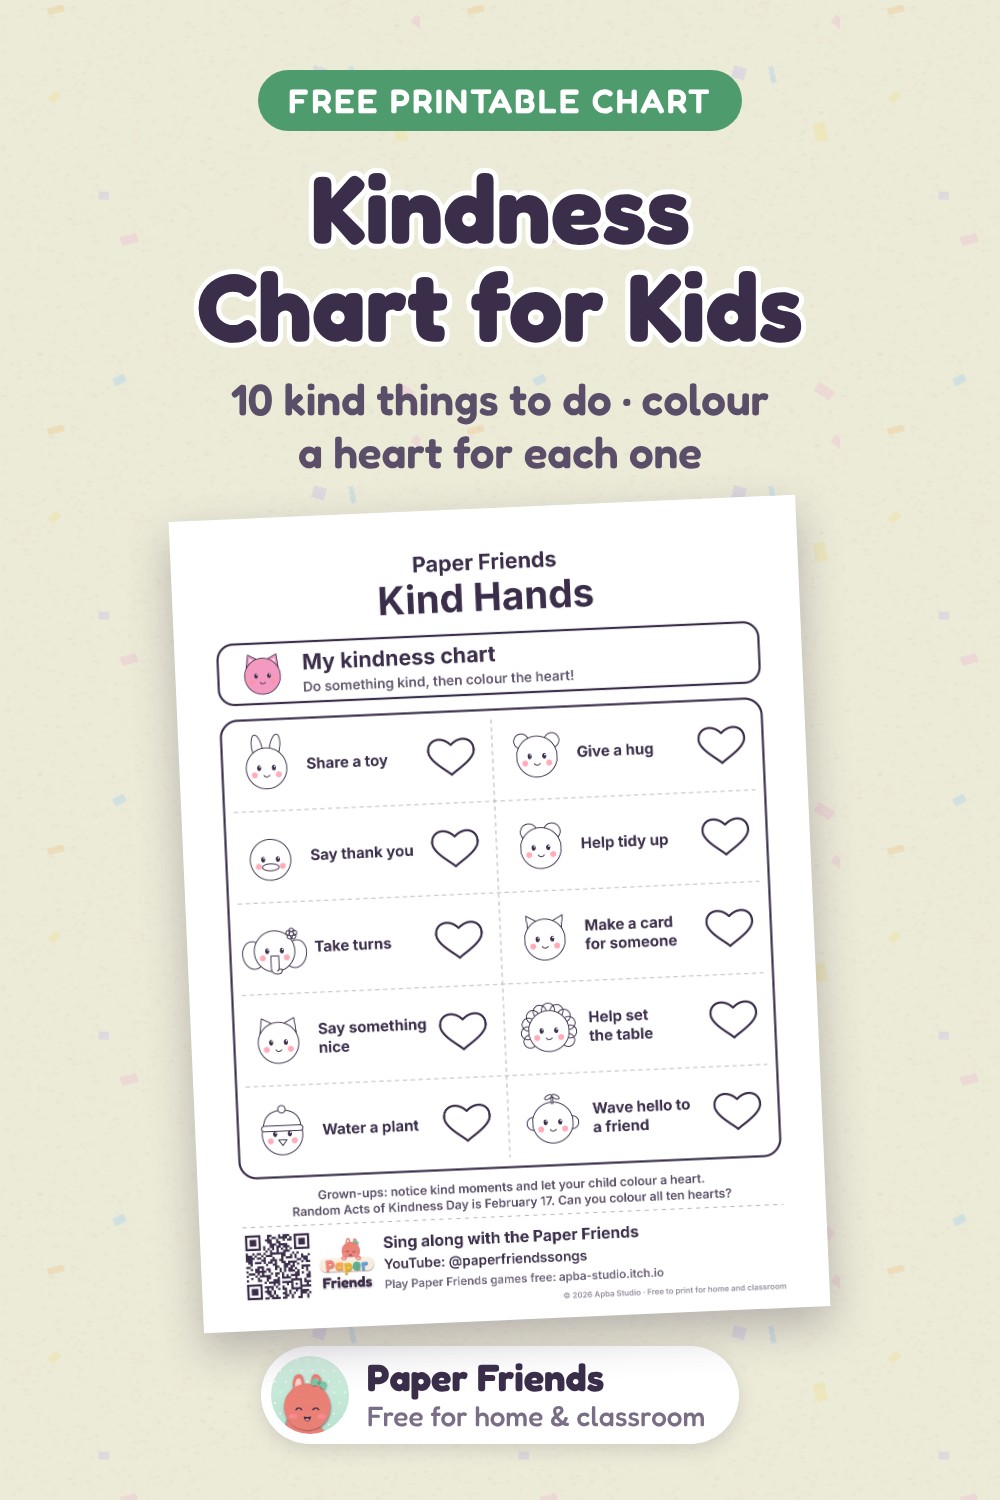 FREE PRINTABLE CHART
Kindness
Chart for Kids
10 kind things to do · colour
a heart for each one
Paper Friends
Kind Hands
My kindness chart
Do something kind, then colour the heart!
Share a toy
Give a hug
Say thank you
Help tidy up
Take turns
Make a card
for someone
Say something
nice
Help set
the table
Water a plant
Wave hello to
a friend
Grown-ups: notice kind moments and let your child colour a heart.
Random Acts of Kindness Day is February 17. Can you colour all ten hearts?
Paper
Friends
Sing along with the Paper Friends
YouTube: @paperfriendssongs
Play Paper Friends games free: apba-studio.itch.io
© 2026 Apba Studio · Free to print for home and classroom
Paper Friends
Free for home & classroom